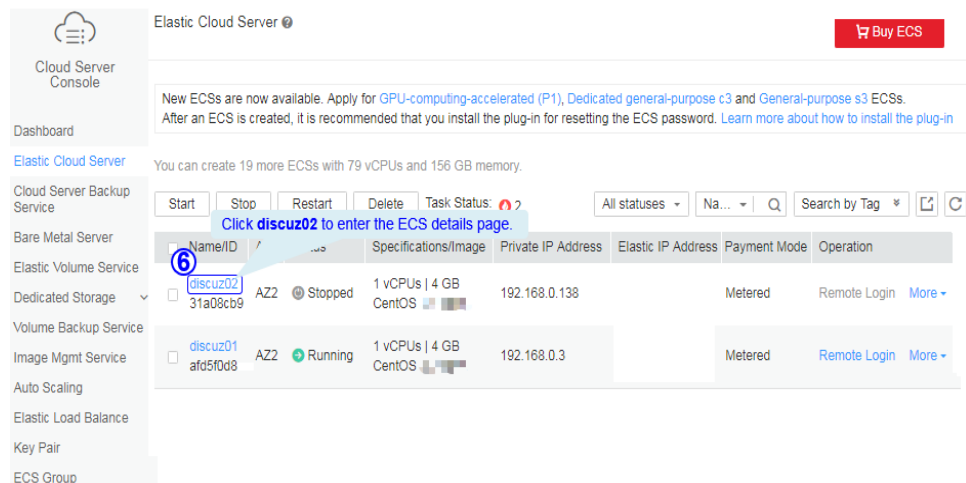 Elastic Cloud Server
Buy ECS
Cloud Server
Console
New ECSs are now available. Apply for GPU-computing-accelerated (P1), Dedicated general-purpose c3 and General-purpose s3 ECSs.
After an ECS is created, it is recommended that you install the plug-in for resetting the ECS password. Learn more about how to install the plug-in
Dashboard
Elastic Cloud Server
Cloud Server Backup
Service
Bare Metal Server
Elastic Volume Service
Dedicated Storage
Volume Backup Service
Image Mgmt Service
Auto Scaling
Elastic Load Balance
Key Pair
ECS Group
You can create 19 more ECSs with 79 vCPUs and 156 GB memory.
Start Stop Restart Delete Task Status: 2 All statuses Na... Search by Tag
Click discuz02 to enter the ECS details page.
Name/ID Specifications/Image Private IP Address Elastic IP Address Payment Mode Operation
6
discuz02
31a08cb9
AZ2 Stopped
1 vCPUs | 4 GB
CentOS
192.168.0.138 Metered Remote Login More
discuz01
afd5f0d8
AZ2 Running
1 vCPUs | 4 GB
CentOS
192.168.0.3 Metered Remote Login More